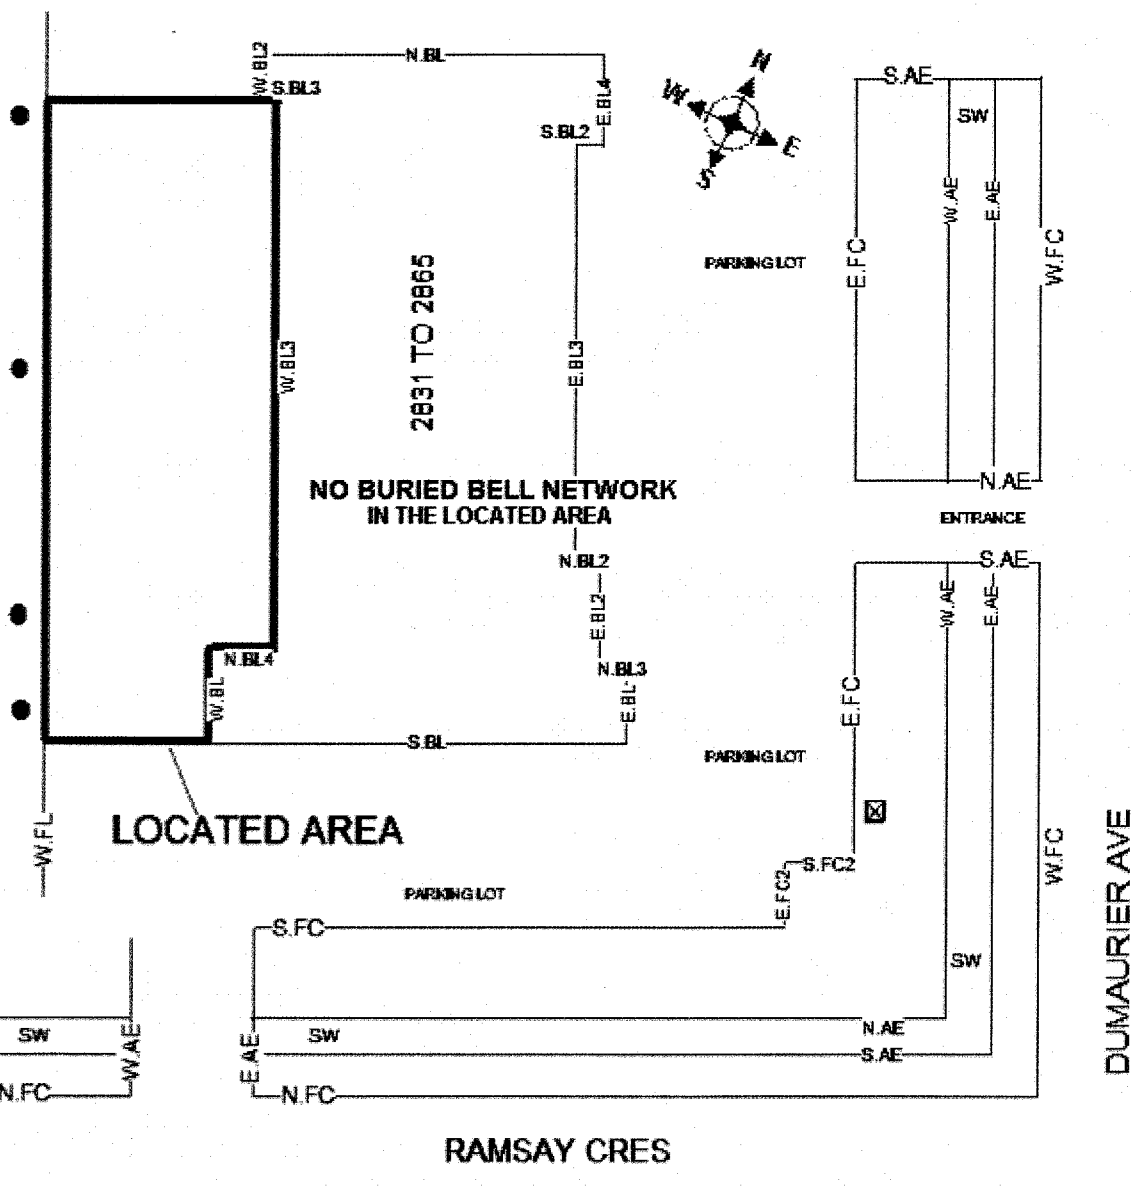 W.BL2
N.BL
S.BL3
E.BL4
S.BL2
N
W
E
S
S.AE
SW
W.AE
E.AE
E.FC
W.FC
PARKING LOT
2831 TO 2865
W.BL3
E.BL3
NO BURIED BELL NETWORK
IN THE LOCATED AREA
N.AE
ENTRANCE
N.BL2
S.AE
W.AE
E.AE
E.BL2
N.BL4
N.BL3
W.BL
E.BL
E.FC
S.BL
PARKING LOT
LOCATED AREA
W.FL
S.FC2
E.FC2
W.FC
PARKING LOT
S.FC
DUMAURIER AVE
SW
SW
W.AE
E.AE
SW
N.AE
S.AE
N.FC
N.FC
RAMSAY CRES